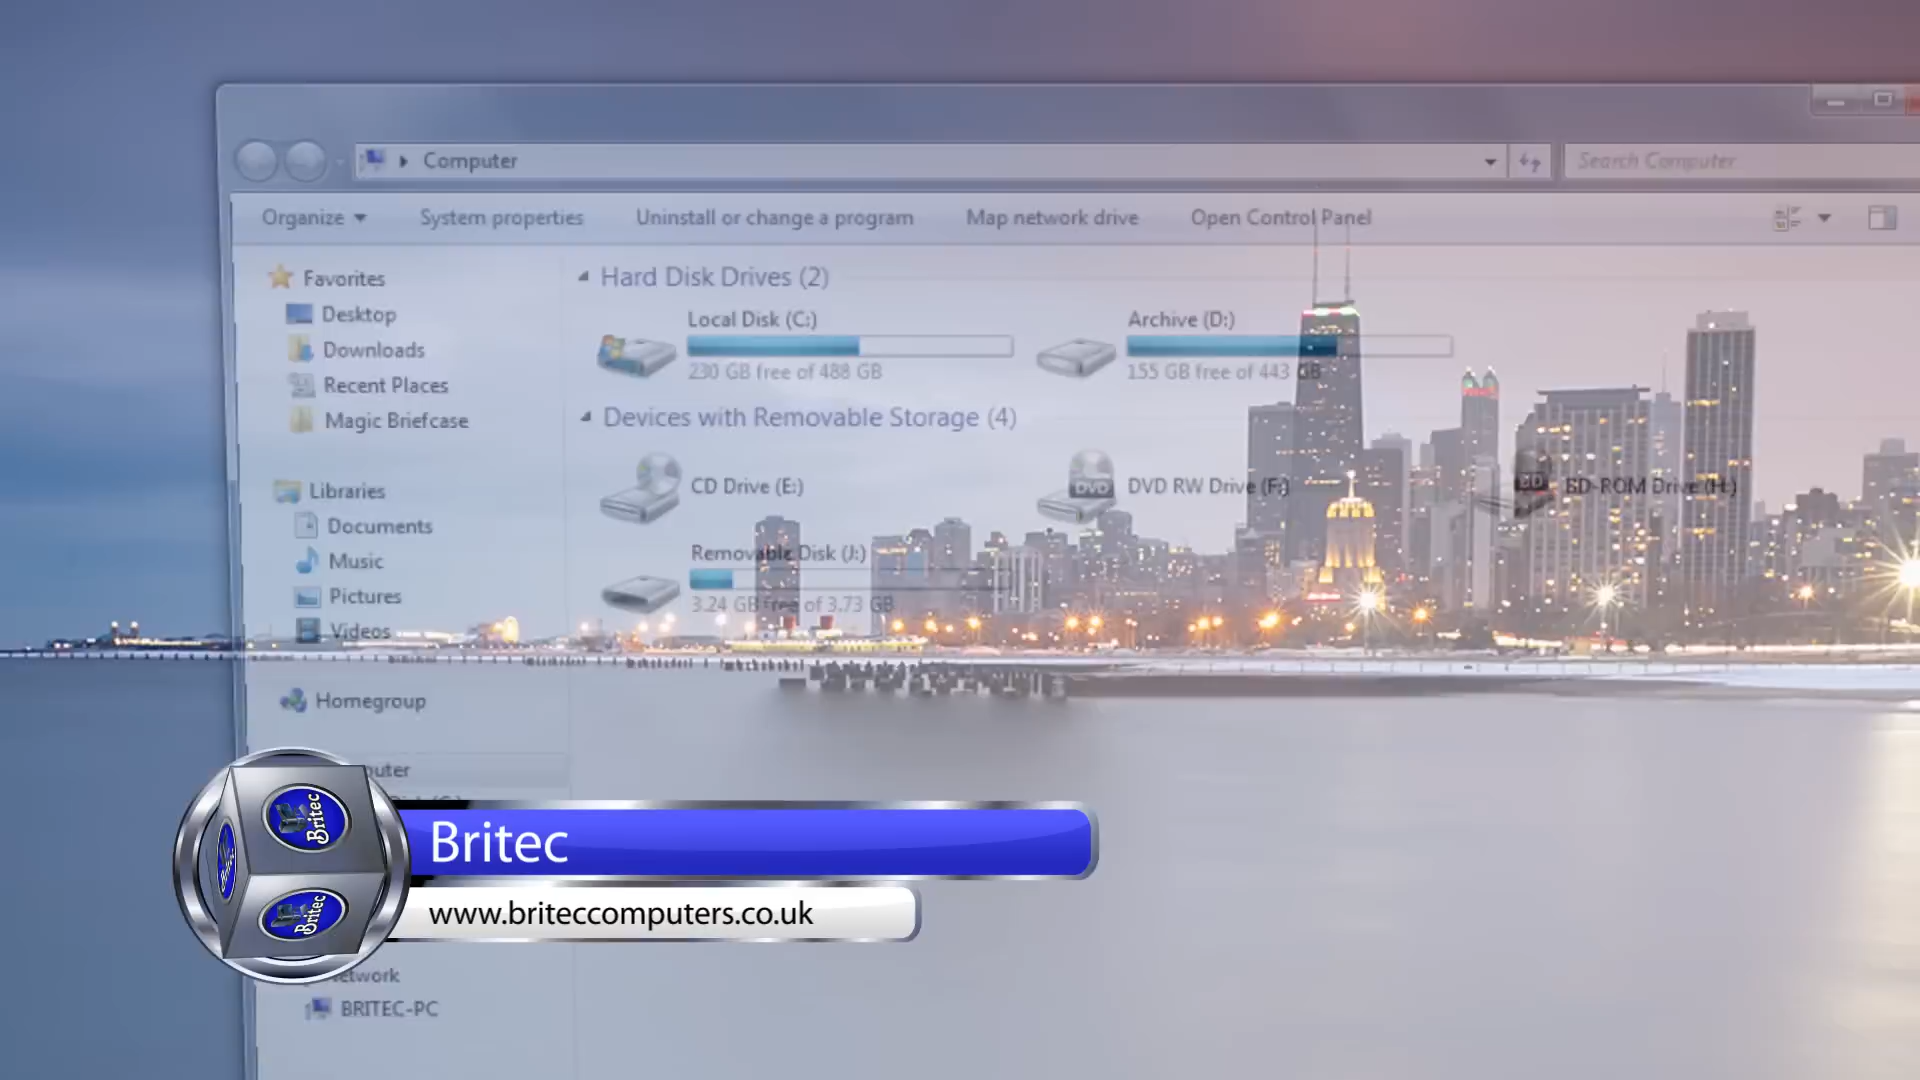 Computer
Search Computer
Organize System properties Uninstall or change a program Map network drive Open Control Panel
Favorites
Desktop
Downloads
Recent Places
Magic Briefcase
Libraries
Documents
Music
Pictures
Videos
Homegroup
Hard Disk Drives (2)
Local Disk (C:)
230 GB free of 488 GB
Archive (D:)
155 GB free of 443 GB
Devices with Removable Storage (4)
CD Drive (E:)
DVD
DVD RW Drive (F:)
BD
BD-ROM Drive (H:)
Removable Disk (J:)
3.24 GB free of 3.73 GB
Britec
Britec
Britec
www.briteccomputers.co.uk
BRITEC-PC